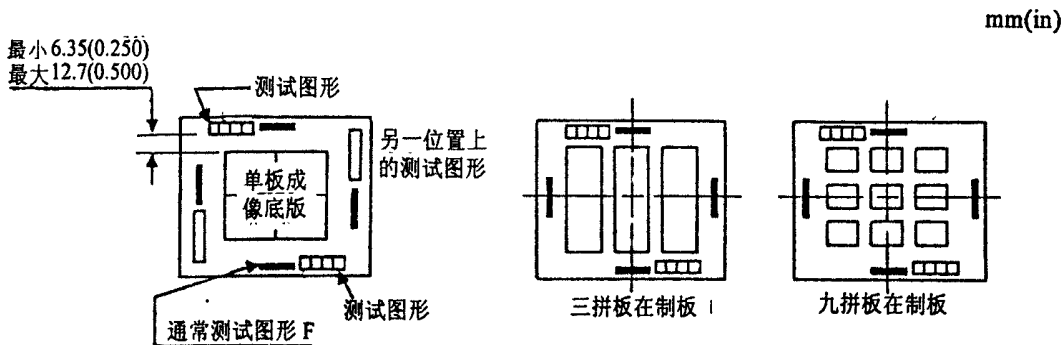 mm(in)
最小6.35(0.250)
最大12.7(0.500)
测试图形
另一位置上
的测试图形
单板成
像底版
通常测试图形 F
测试图形
三拼板在制板
九拼板在制板